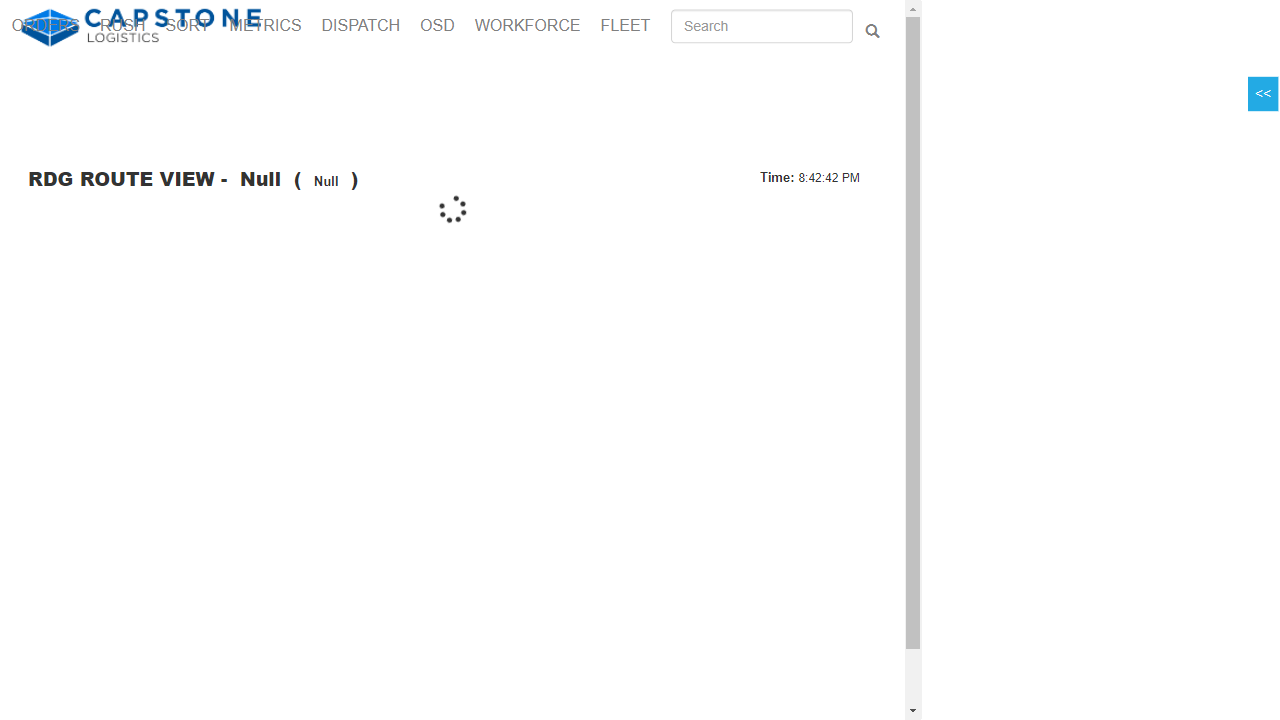 CAPSTONE
LOGISTICS
ORDERS RUSH SORT METRICS DISPATCH OSD WORKFORCE FLEET Search
<<
RDG ROUTE VIEW - Null ( Null ) Time: 8:42:42 PM